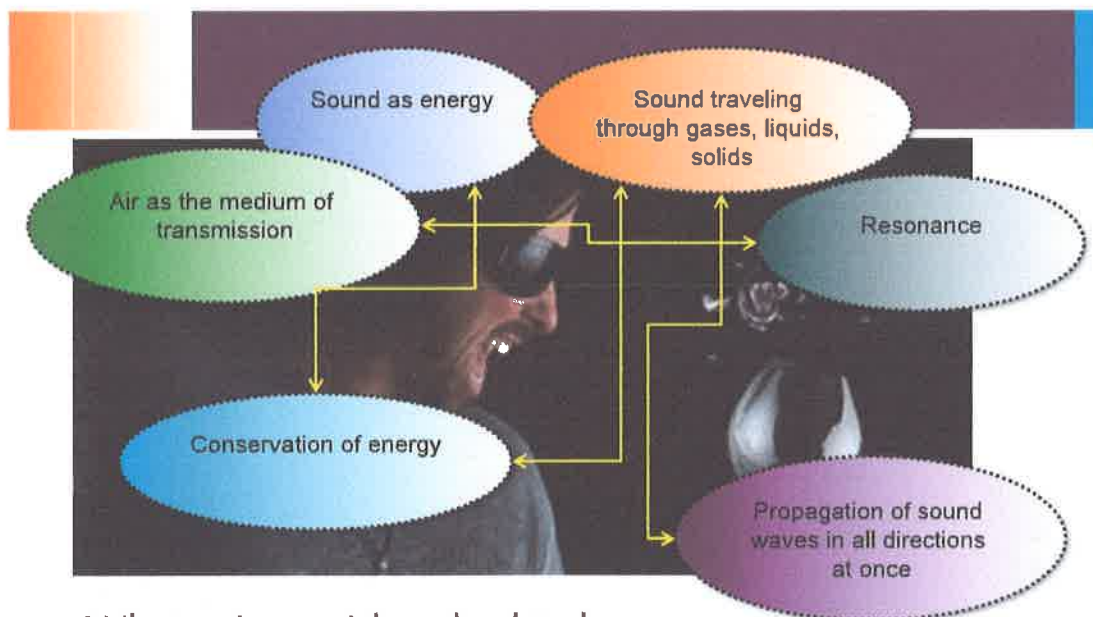 Sound as energy
Sound traveling
through gases, liquids,
solids
Air as the medium of
transmission
Resonance
Conservation of energy
Propagation of sound
waves in all directions
at once